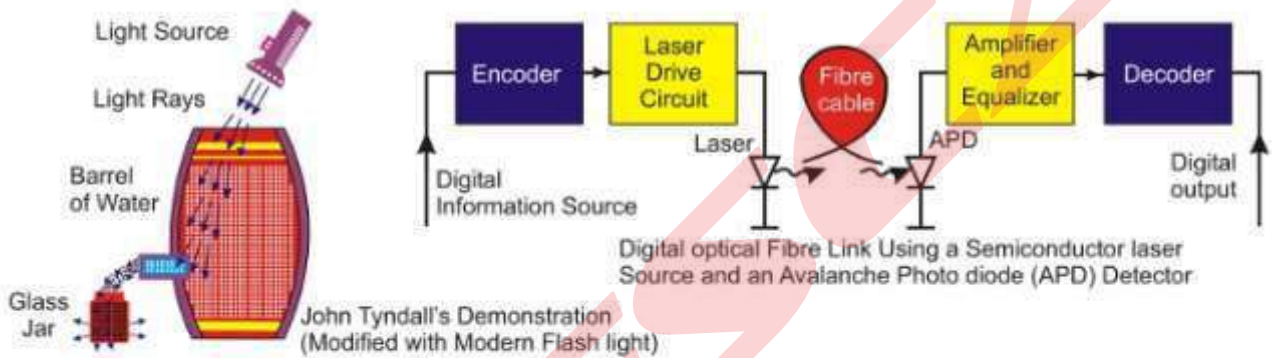 Light Source
Light Rays
Barrel
of Water
Glass
Jar
John Tyndall's Demonstration
(Modified with Modern Flash light)
Encoder
Laser
Drive
Circuit
Fibre
cable
Amplifier
and
Equalizer
Decoder
Laser
APD
Digital
Information Source
Digital
output
Digital optical Fibre Link Using a Semiconductor laser
Source and an Avalanche Photo diode (APD) Detector